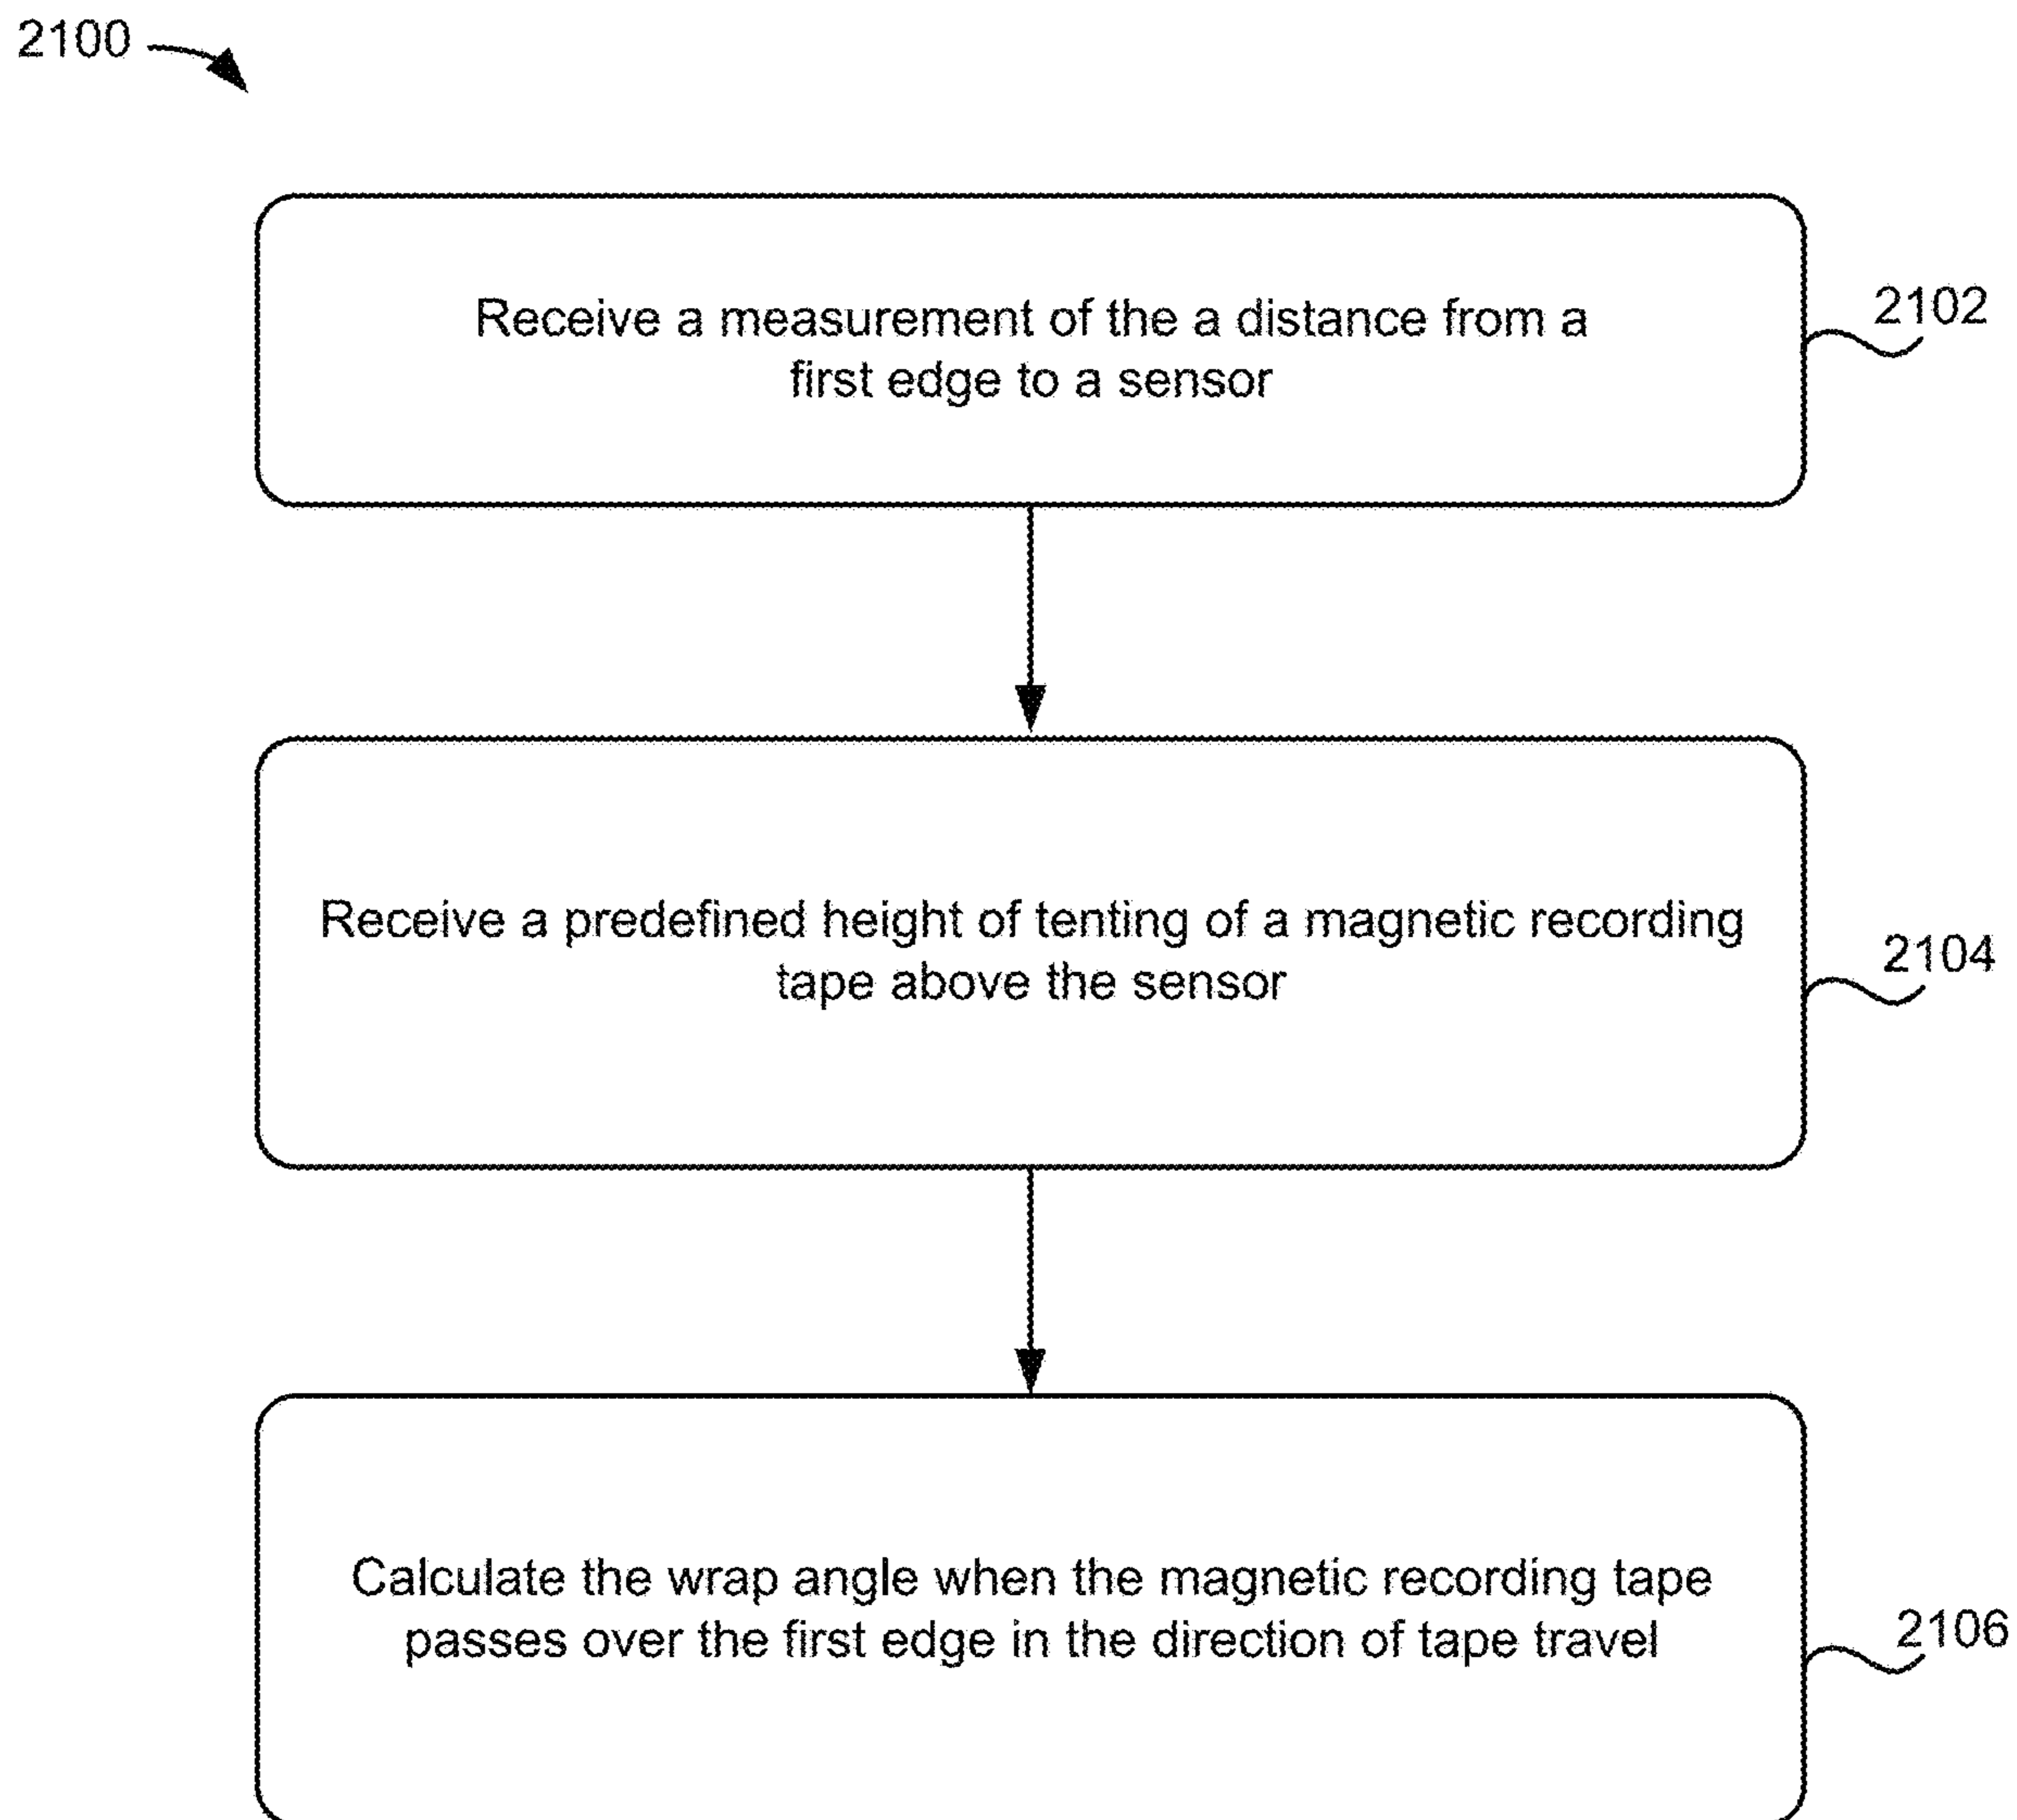 2100
Receive a measurement of the a distance from a
first edge to a sensor
2102
Receive a predefined height of tenting of a magnetic recording
tape above the sensor
2104
Calculate the wrap angle when the magnetic recording tape
passes over the first edge in the direction of tape travel
2106